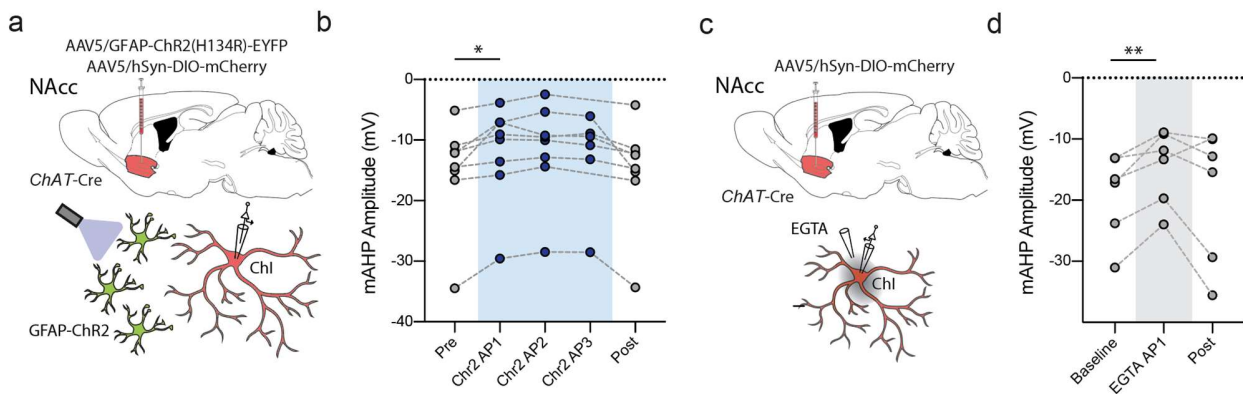 a
AAV5/GFAP-ChR2(H134R)-EYFP
AAV5/hSyn-DIO-mCherry
NAcc
ChAT-Cre
ChI
GFAP-ChR2
b
*
0
-10
-20
-30
-40
mAHP Amplitude (mV)
Pre
Chr2 AP1
Chr2 AP2
Chr2 AP3
Post
c
AAV5/hSyn-DIO-mCherry
NAcc
ChAT-Cre
EGTA
ChI
d
**
0
-10
-20
-30
mAHP Amplitude (mV)
Baseline
EGTA AP1
Post